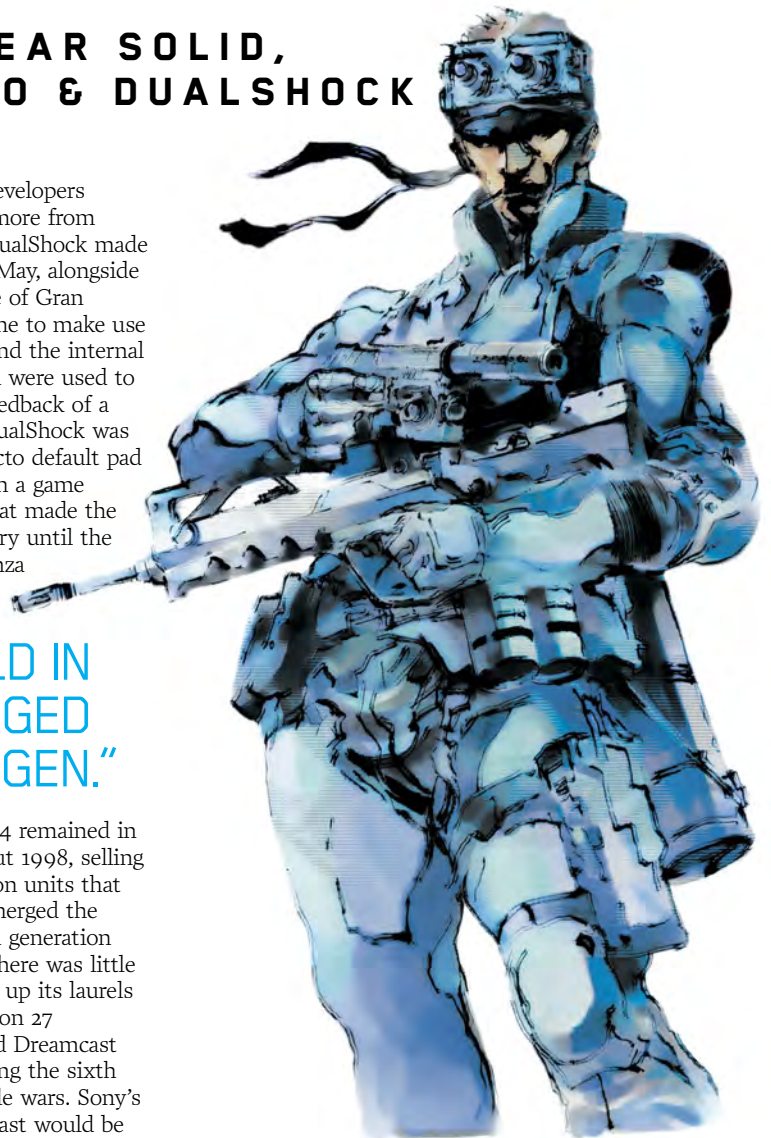 EAR SOLID,
O & DUALSHOCK
evelopers
more from
ualShock made
May, alongside
e of Gran
ne to make use
nd the internal
were used to
edback of a
ualShock was
cto default pad
n a game
at made the
ry until the
nza
LD IN
GED
GEN.”
4 remained in
ut 1998, selling
on units that
nerged the
generation
here was little
up its laurels
on 27
d Dreamcast
ng the sixth
le wars. Sony’s
ast would be